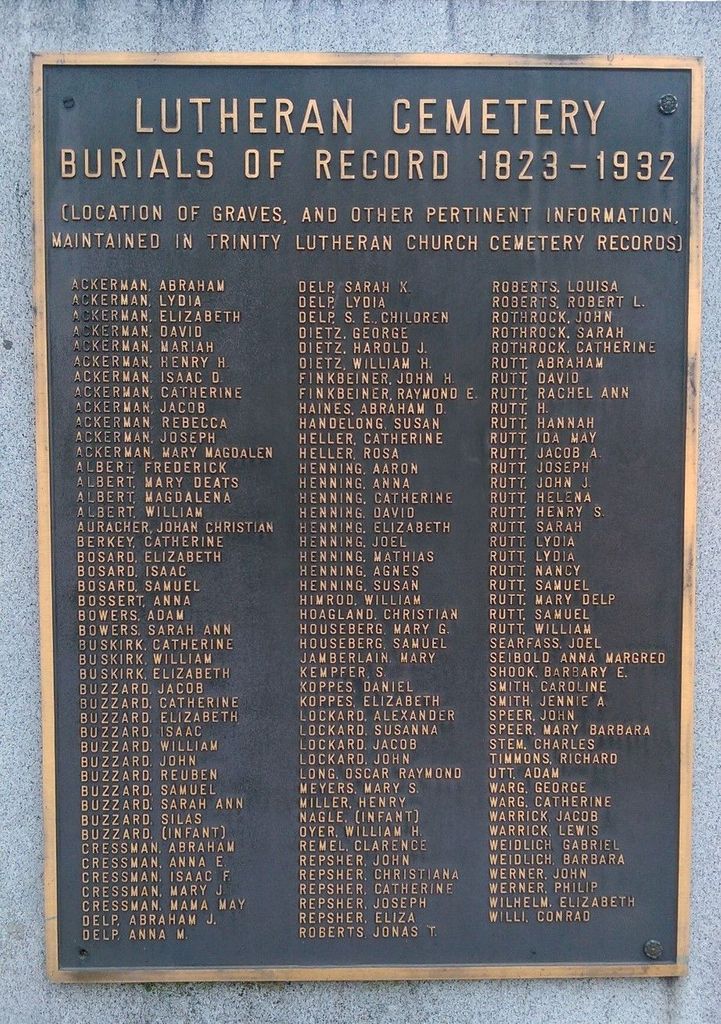 LUTHERAN CEMETERY
BURIALS OF RECORD 1823-1932
(LOCATION OF GRAVES, AND OTHER PERTINENT INFORMATION,
MAINTAINED IN TRINITY LUTHERAN CHURCH CEMETERY RECORDS)
ACKERMAN, ABRAHAM
ACKERMAN, LYDIA
ACKERMAN, ELIZABETH
ACKERMAN, DAVID
ACKERMAN, MARIAH
ACKERMAN, HENRY H.
ACKERMAN, ISAAC D.
ACKERMAN, CATHERINE
ACKERMAN, JACOB
ACKERMAN, REBECCA
ACKERMAN, JOSEPH
ACKERMAN, MARY MAGDALEN
ALBERT, FREDERICK
ALBERT, MARY DEATS
ALBERT, MAGDALENA
ALBERT, WILLIAM
AURACHER, JOHAN CHRISTIAN
BERKEY, CATHERINE
BOSARD, ELIZABETH
BOSARD, ISAAC
BOSARD, SAMUEL
BOSSERT, ANNA
BOWERS, ADAM
BOWERS, SARAH ANN
BUSKIRK, CATHERINE
BUSKIRK, WILLIAM
BUSKIRK, ELIZABETH
BUZZARD, JACOB
BUZZARD, CATHERINE
BUZZARD, ELIZABETH
BUZZARD, ISAAC
BUZZARD, WILLIAM
BUZZARD, JOHN
BUZZARD, REUBEN
BUZZARD, SAMUEL
BUZZARD, SARAH ANN
BUZZARD, SILAS
BUZZARD, (INFANT)
CRESSMAN, ABRAHAM
CRESSMAN, ANNA E.
CRESSMAN, ISAAC F.
CRESSMAN, MARY J.
CRESSMAN, MAMA MAY
DELP, ABRAHAM J.
DELP, ANNA M.
DELP, SARAH K.
DELP, LYDIA
DELP, S. E., CHILDREN
DIETZ, GEORGE
DIETZ, HAROLD J.
DIETZ, WILLIAM H.
FINKBEINER, JOHN H.
FINKBEINER, RAYMOND E.
HAINES, ABRAHAM D.
HANDELONG, SUSAN
HELLER, CATHERINE
HELLER, ROSA
HENNING, AARON
HENNING, ANNA
HENNING, CATHERINE
HENNING, DAVID
HENNING, ELIZABETH
HENNING, JOEL
HENNING, MATHIAS
HENNING, AGNES
HENNING, SUSAN
HIMROD, WILLIAM
HOAGLAND, CHRISTIAN
HOUSEBERG, MARY G.
HOUSEBERG, SAMUEL
JAMBERLAIN, MARY
KEMPFER, S.
KOPPES, DANIEL
KOPPES, ELIZABETH
LOCKARD, ALEXANDER
LOCKARD, SUSANNA
LOCKARD, JACOB
LOCKARD, JOHN
LONG, OSCAR RAYMOND
MEYERS, MARY S.
MILLER, HENRY
NAGLE, (INFANT)
OYER, WILLIAM H.
REMEL, CLARENCE
REPSHER, JOHN
REPSHER, CHRISTIANA
REPSHER, CATHERINE
REPSHER, JOSEPH
REPSHER, ELIZA
ROBERTS, JONAS T.
ROBERTS, LOUISA
ROBERTS, ROBERT L.
ROTHROCK, JOHN
ROTHROCK, SARAH
ROTHROCK, CATHERINE
RUTT, ABRAHAM
RUTT, DAVID
RUTT, RACHEL ANN
RUTT, H.
RUTT, HANNAH
RUTT, IDA MAY
RUTT, JACOB A.
RUTT, JOSEPH
RUTT, JOHN J.
RUTT, HELENA
RUTT, HENRY S.
RUTT, SARAH
RUTT, LYDIA
RUTT, LYDIA
RUTT, NANCY
RUTT, SAMUEL
RUTT, MARY DELP
RUTT, SAMUEL
RUTT, WILLIAM
SEARFASS, JOEL
SEIBOLD, ANNA MARGRED
SHOOK, BARBARY E.
SMITH, CAROLINE
SMITH, JENNIE A.
SPEER, JOHN
SPEER, MARY BARBARA
STEM, CHARLES
TIMMONS, RICHARD
UTT, ADAM
WARG, GEORGE
WARG, CATHERINE
WARRICK, JACOB
WARRICK, LEWIS
WEIDLICH, GABRIEL
WEIDLICH, BARBARA
WERNER, JOHN
WERNER, PHILIP
WILHELM, ELIZABETH
WILLI, CONRAD